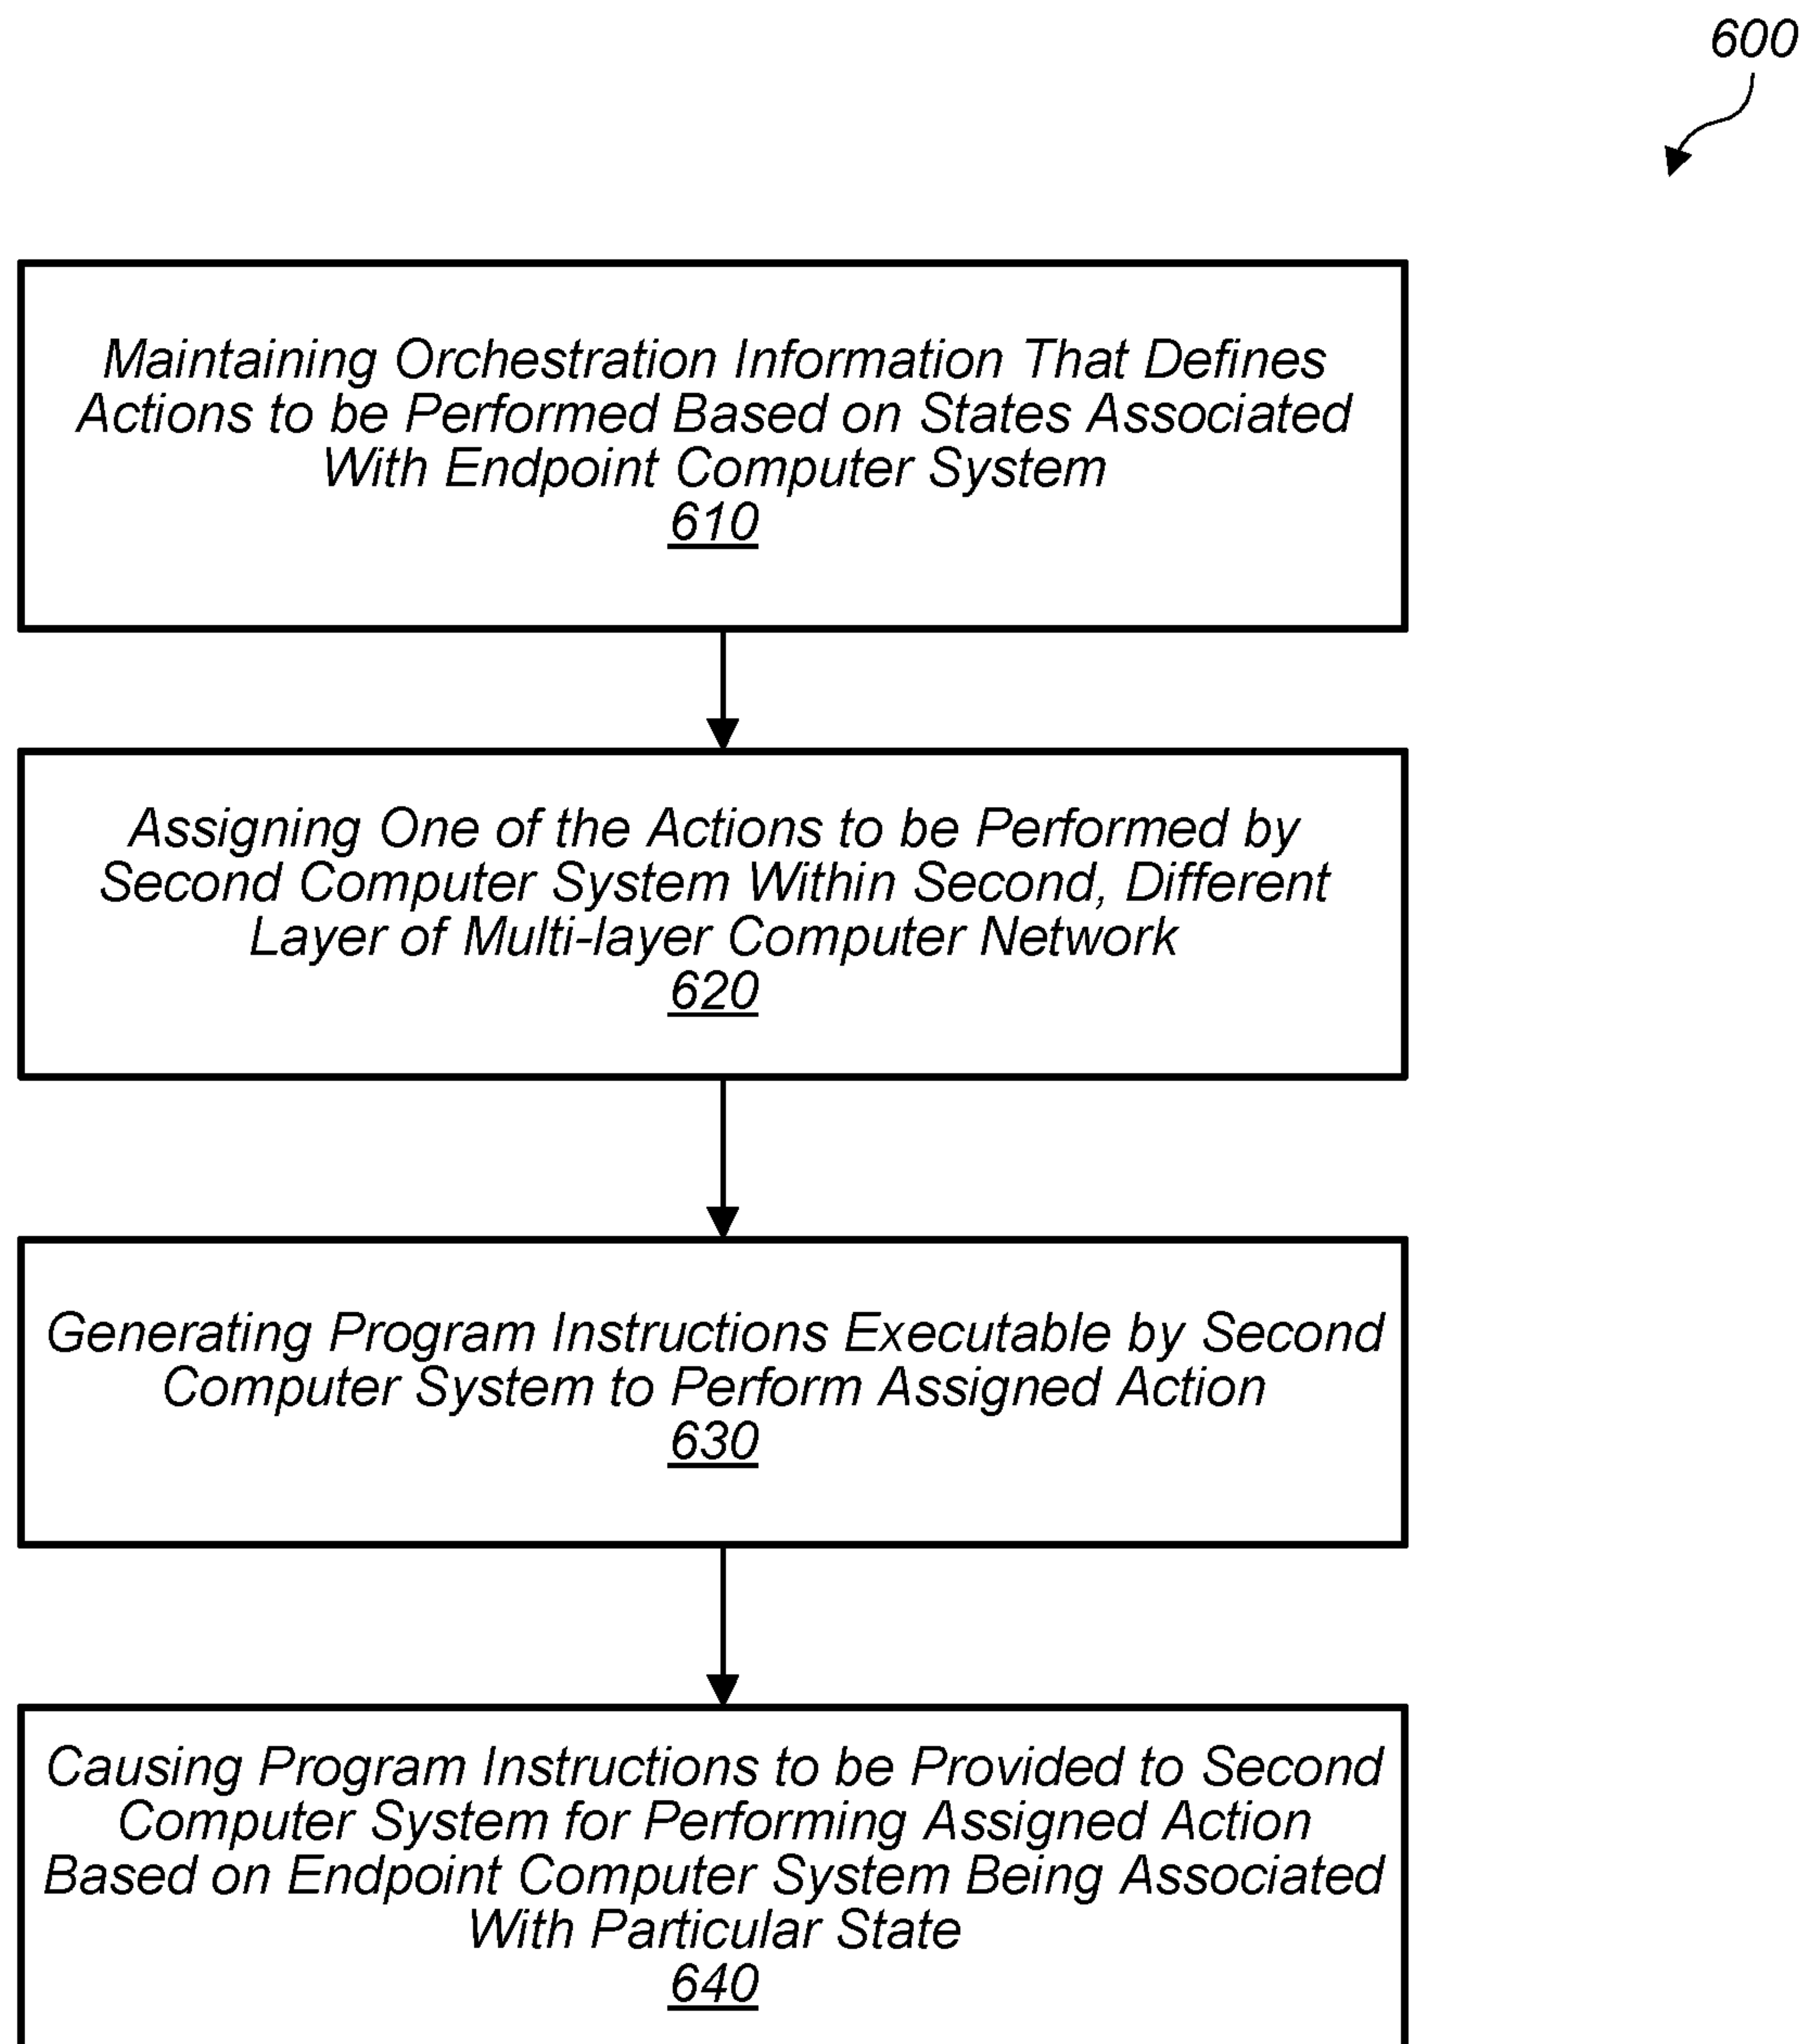 600
Maintaining Orchestration Information That Defines
Actions to be Performed Based on States Associated
With Endpoint Computer System
610
Assigning One of the Actions to be Performed by
Second Computer System Within Second, Different
Layer of Multi-layer Computer Network
620
Generating Program Instructions Executable by Second
Computer System to Perform Assigned Action
630
Causing Program Instructions to be Provided to Second
Computer System for Performing Assigned Action
Based on Endpoint Computer System Being Associated
With Particular State
640